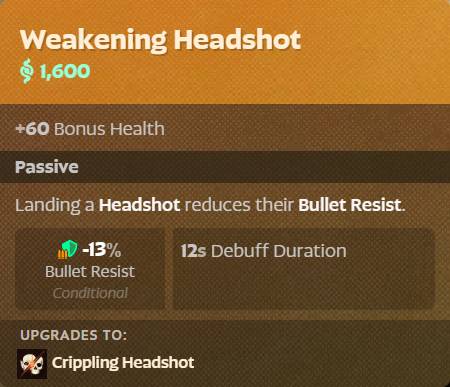 Weakening Headshot
1,600
+60 Bonus Health
Passive
Landing a Headshot reduces their Bullet Resist.
-13%
Bullet Resist
Conditional
12s Debuff Duration
UPGRADES TO:
Crippling Headshot